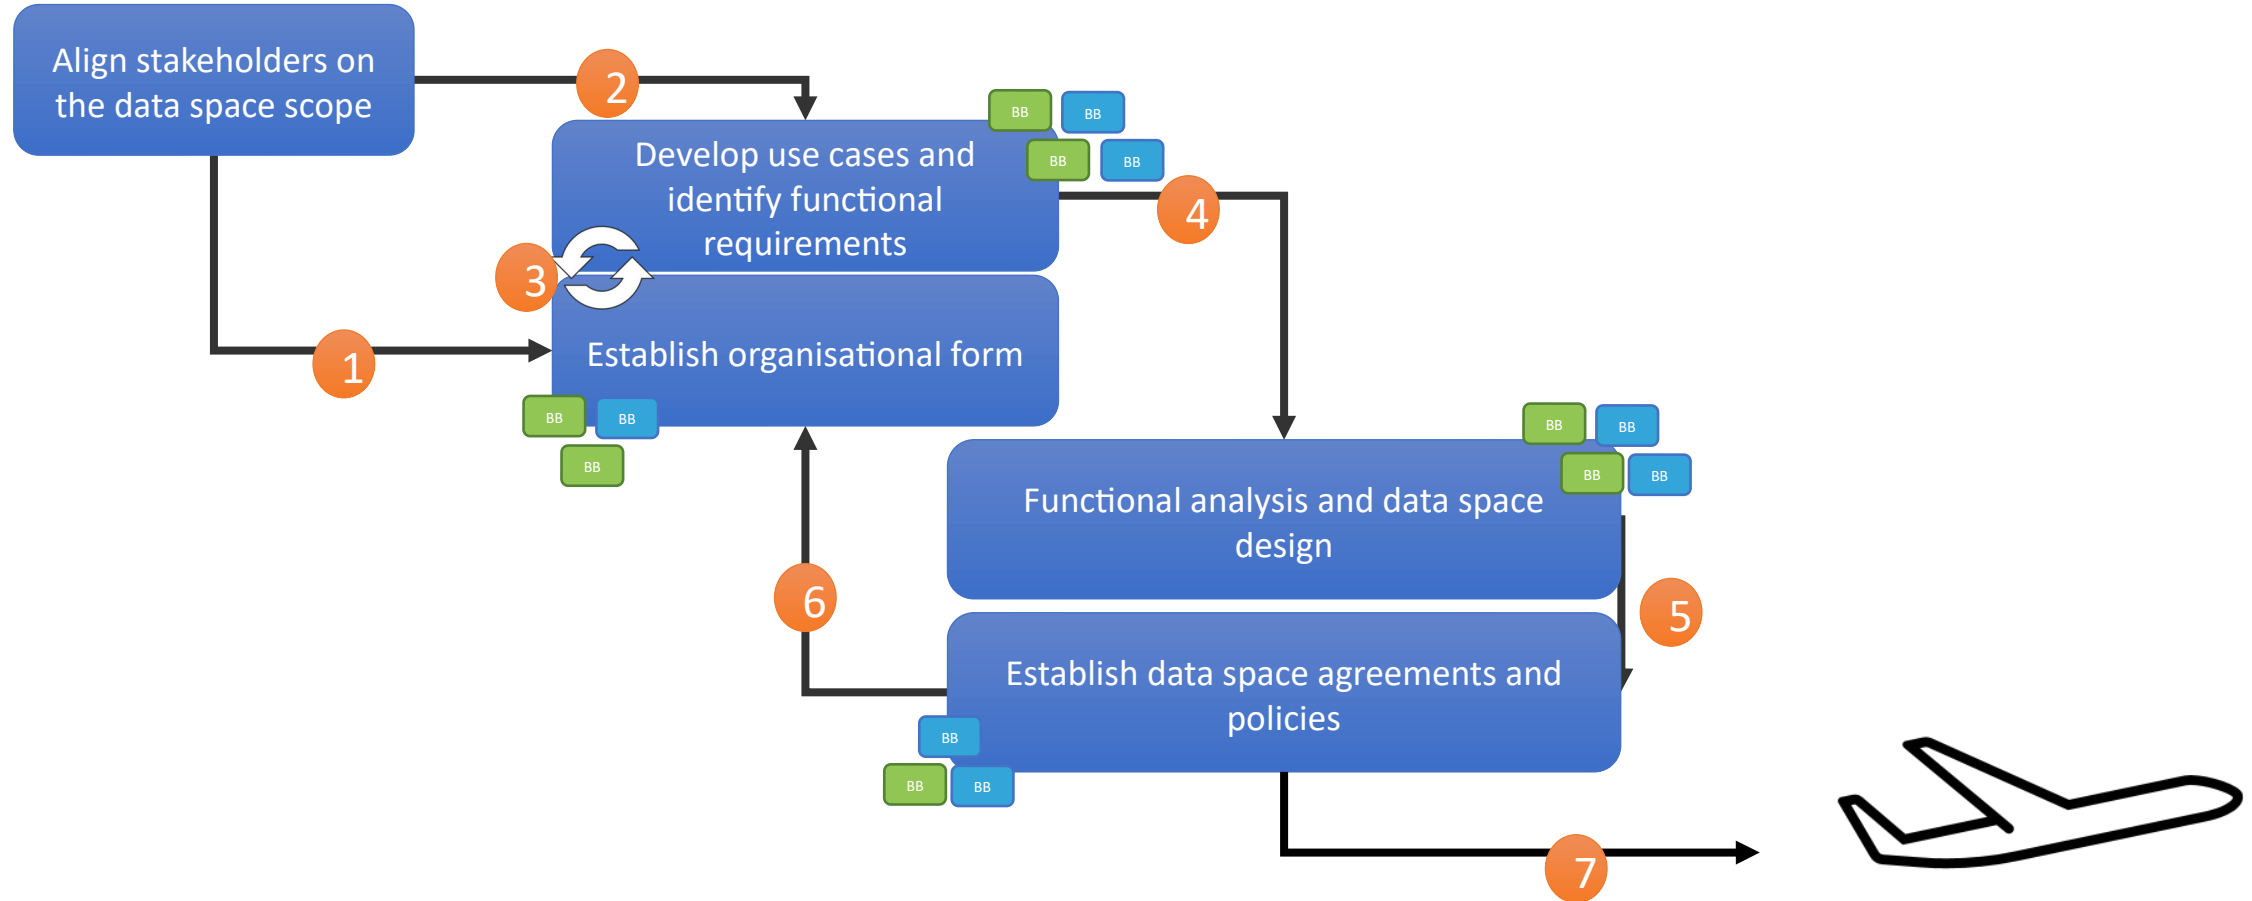 Align stakeholders on
the data space scope
2
BB
BB
BB
BB
Develop use cases and
identify functional
requirements
4
3
Establish organisational form
1
BB
BB
BB
BB
BB
BB
BB
Functional analysis and data space
design
6
5
Establish data space agreements and
policies
BB
BB
BB
7